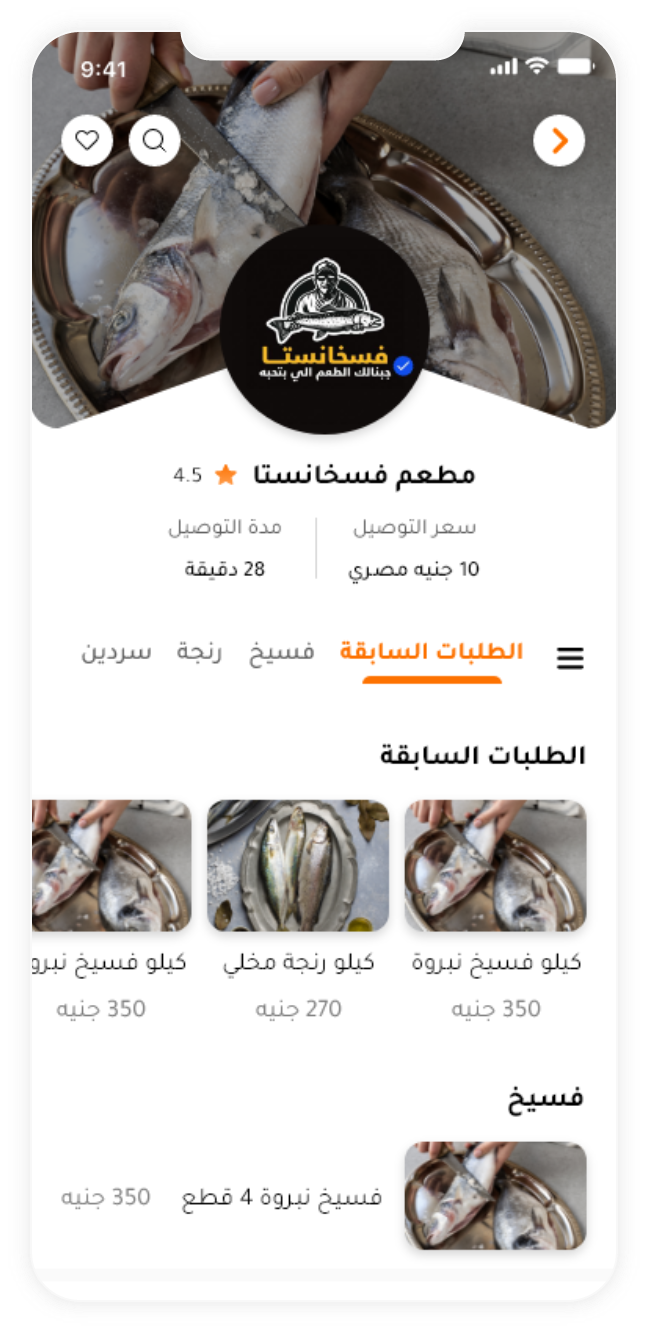 9:41
فسخانستا
جبنالك الطعم الي بتحبه
مطعم فسخانستا 4.5
سعر التوصيل
مدة التوصيل
10 جنيه مصري
28 دقيقة
الطلبات السابقة فسيخ رنجة سردين
الطلبات السابقة
كيلو فسيخ نبروة
كيلو رنجة مخلي
كيلو فسيخ نبرو
350 جنيه
270 جنيه
350 جنيه
فسيخ
فسيخ نبروة 4 قطع
350 جنيه